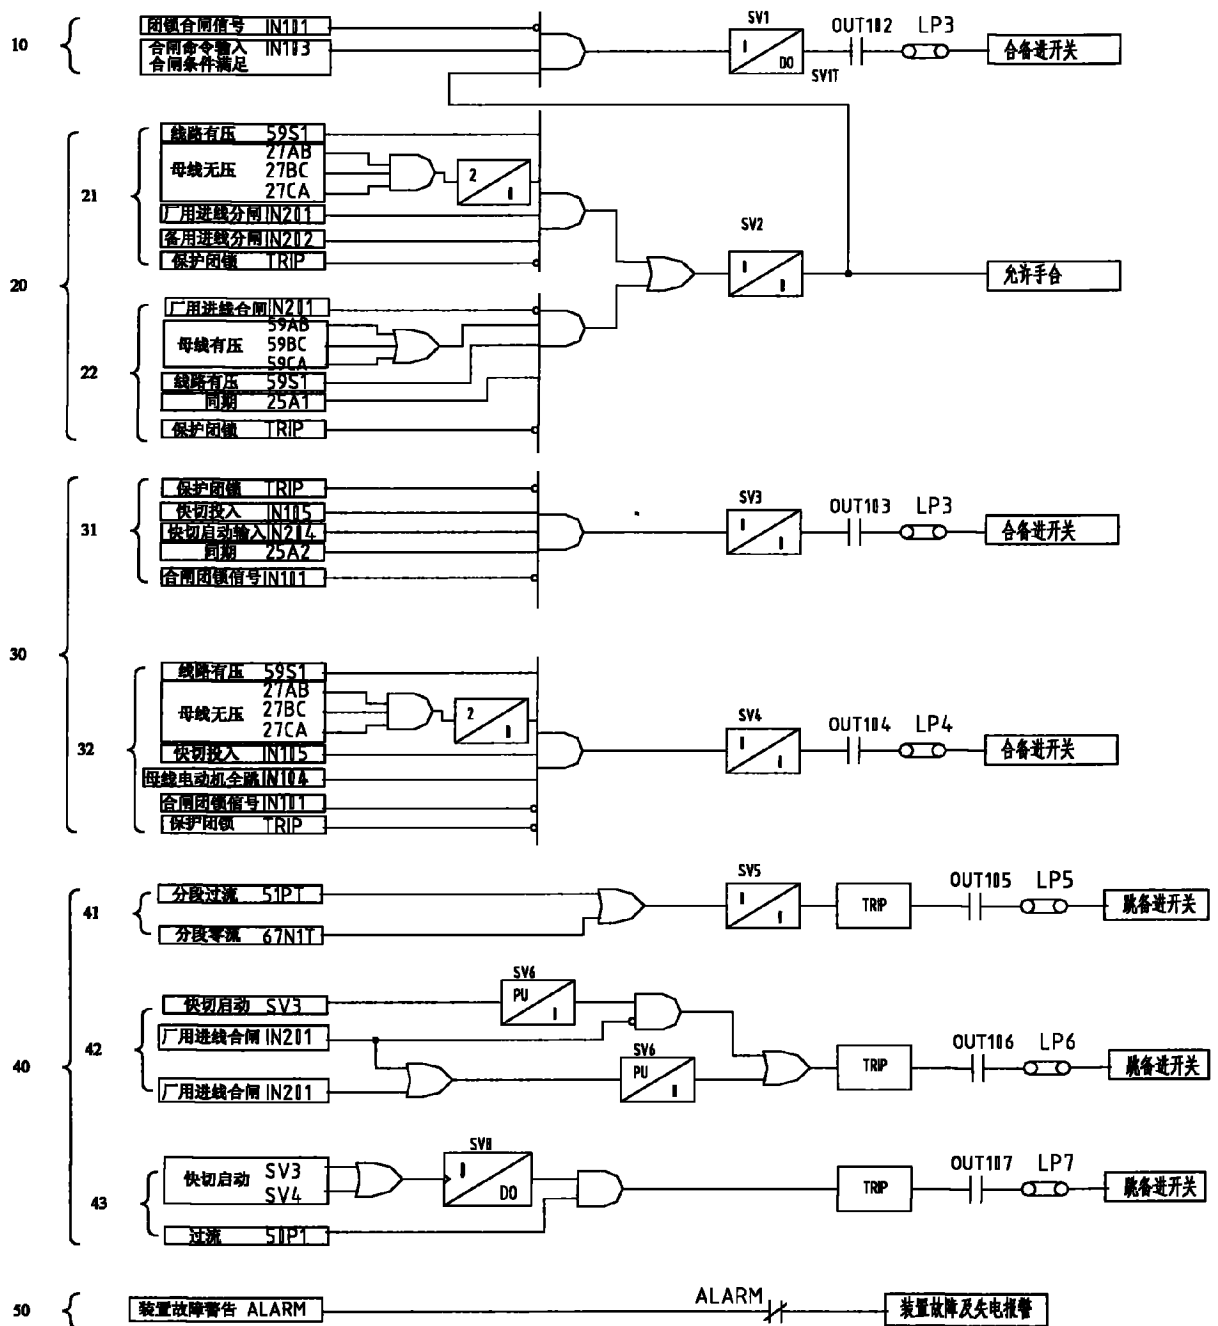 10
闭锁合闸信号 IN101
合闸命令输入 IN103
合闸条件满足
SV1
DO
SV1T
OUT102
LP3
合备进开关
20
21
线路有压 59S1
母线无压
27AB
27BC
27CA
2
厂用进线分闸 IN201
备用进线分闸 IN202
保护闭锁 TRIP
SV2
允许手合
22
厂用进线合闸 IN201
母线有压
59AB
59BC
59CA
线路有压 59S1
同期 25A1
保护闭锁 TRIP
30
31
保护闭锁 TRIP
快切投入 IN105
快切启动输入 IN204
同期 25A2
合闸闭锁信号 IN101
SV3
OUT103
LP3
合备进开关
32
线路有压 59S1
母线无压
27AB
27BC
27CA
2
快切投入 IN105
母线电动机全跳 IN104
合闸闭锁信号 IN101
保护闭锁 TRIP
SV4
OUT104
LP4
合备进开关
40
41
分段过流 51PT
分段零流 67N1T
SV5
TRIP
OUT105
LP5
跳备进开关
42
快切启动 SV3
厂用进线合闸 IN201
厂用进线合闸 IN201
SV6
PU
SV6
PU
TRIP
OUT106
LP6
跳备进开关
43
快切启动
SV3
SV4
过流 50P1
DO
TRIP
OUT107
LP7
跳备进开关
50
装置故障警告 ALARM
ALARM
装置故障及失电报警